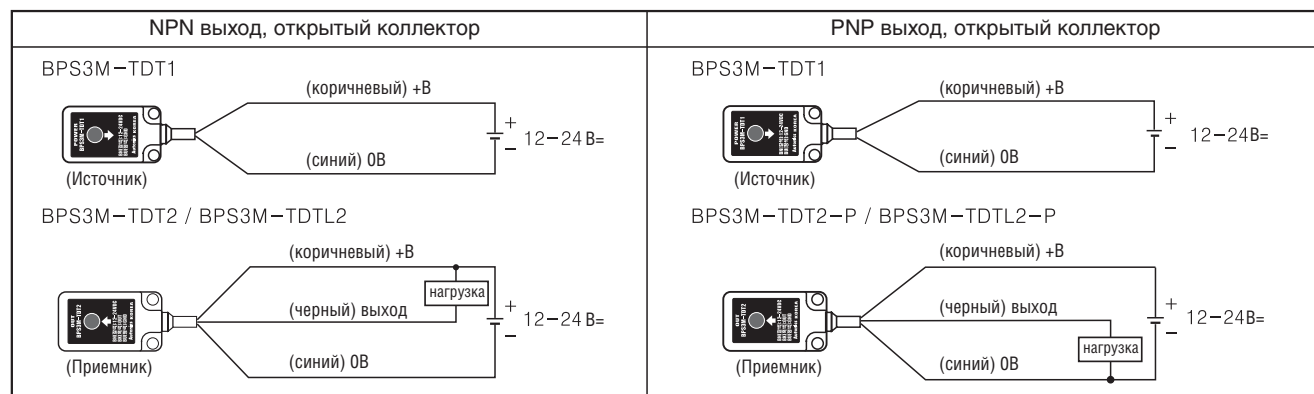 NPN выход, открытый коллектор
BPS3M-TDT1
(коричневый) +В
(синий) 0В
+
−
12-24 В=
(Источник)
BPS3M-TDT2 / BPS3M-TDTL2
(коричневый) +В
нагрузка
(черный) выход
+
−
12-24 В=
(синий) 0В
(Приемник)
PNP выход, открытый коллектор
BPS3M-TDT1
(коричневый) +В
(синий) 0В
+
−
12-24В=
(Источник)
BPS3M-TDT2-P / BPS3M-TDTL2-P
(коричневый) +В
(черный) выход
+
−
12-24В=
нагрузка
(синий) 0В
(Приемник)